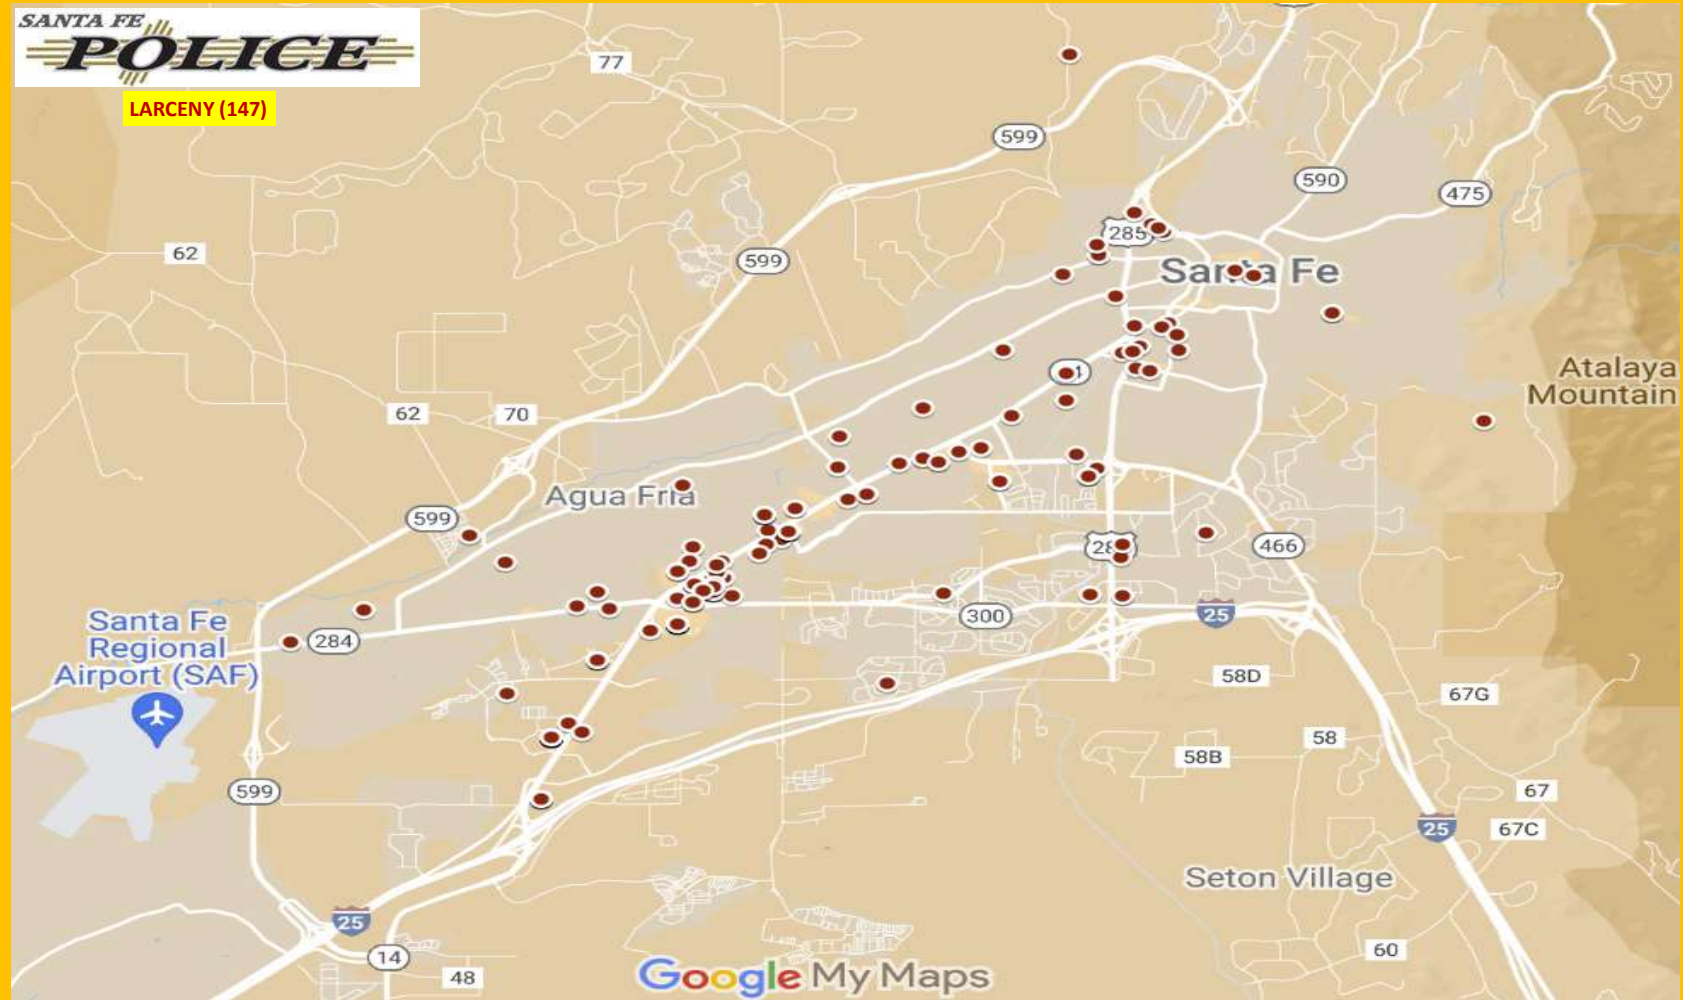 SANTA FE
POLICE
LARCENY (147)
77
599
590
475
285
62
599
Santa Fe
Atalaya
Mountain
62
70
Agua Fria
599
466
Santa Fe
Regional
Airport (SAF)
284
300
25
58D
67G
58
58B
599
67
25
67C
Seton Village
25
14
60
48
Google My Maps